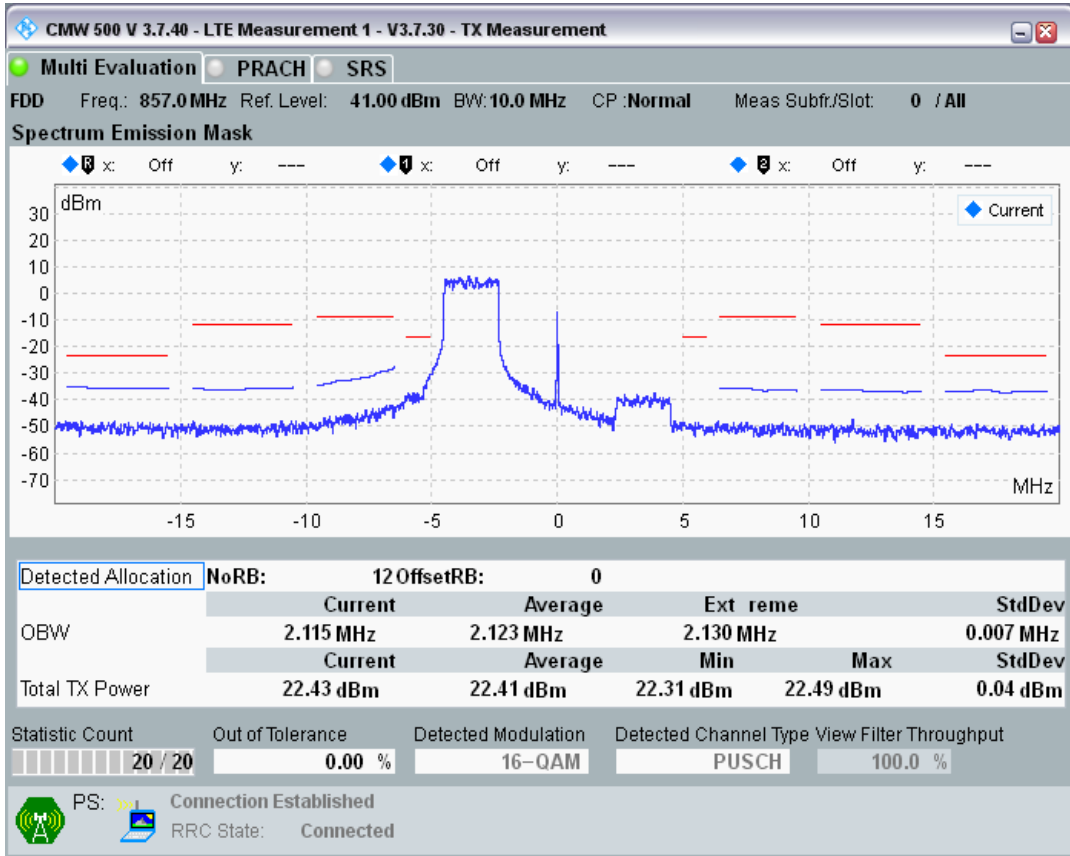 CMW 500 V 3.7.40 - LTE Measurement 1 - V3.7.30 - TX Measurement
Multi Evaluation PRACH SRS
FDD Freq.: 857.0 MHz Ref. Level: 41.00 dBm BW: 10.0 MHz CP :Normal Meas Subfr./Slot: 0 / All
Spectrum Emission Mask
R x: Off y: --- 1 x: Off y: --- 2 x: Off y: ---
dBm
Current
30
20
10
0
-10
-20
-30
-40
-50
-60
-70
MHz
-15 -10 -5 0 5 10 15
Detected Allocation NoRB: 12 OffsetRB: 0
Current Average Ext reme StdDev
OBW 2.115 MHz 2.123 MHz 2.130 MHz 0.007 MHz
Current Average Min Max StdDev
Total TX Power 22.43 dBm 22.41 dBm 22.31 dBm 22.49 dBm 0.04 dBm
Statistic Count Out of Tolerance Detected Modulation Detected Channel Type View Filter Throughput
20 / 20 0.00 % 16-QAM PUSCH 100.0 %
PS: Connection Established
RRC State: Connected